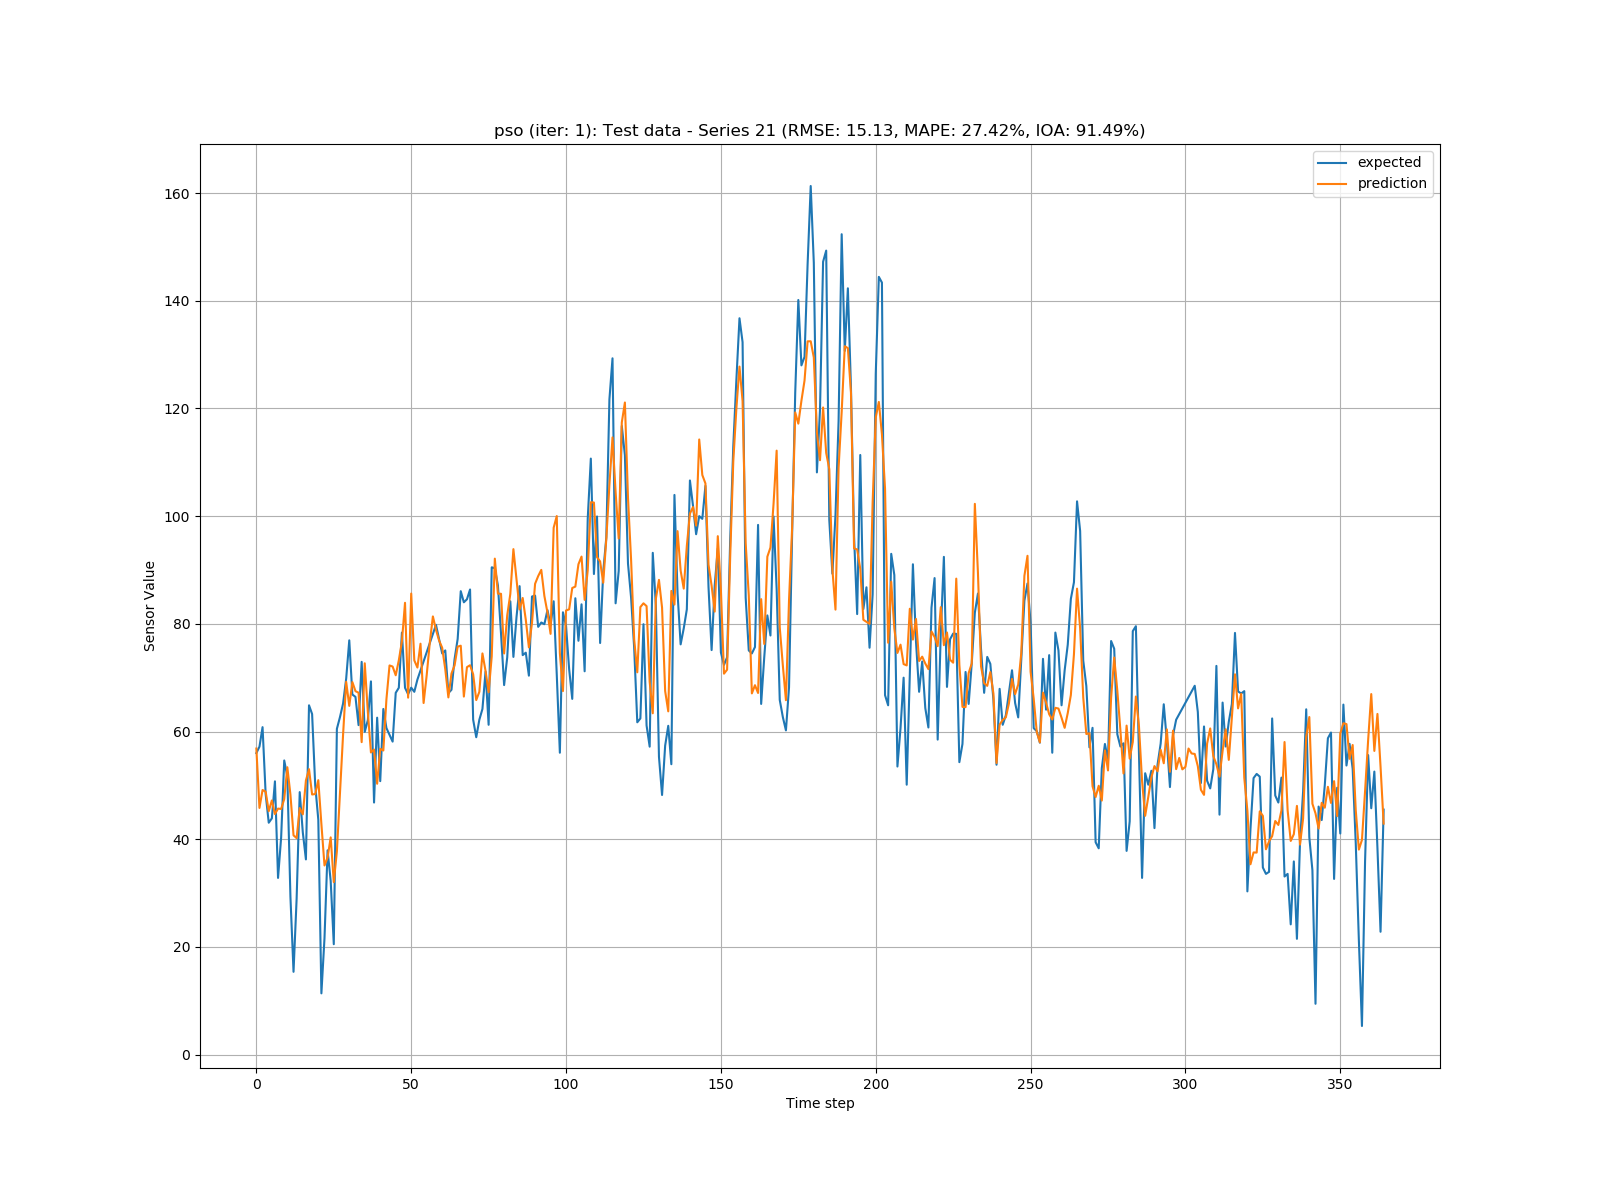 pso (iter: 1): Test data - Series 21 (RMSE: 15.13, MAPE: 27.42%, IOA: 91.49%)
expected
prediction
160
140
120
100
80
60
40
20
0
Sensor Value
0 50 100 150 200 250 300 350
Time step